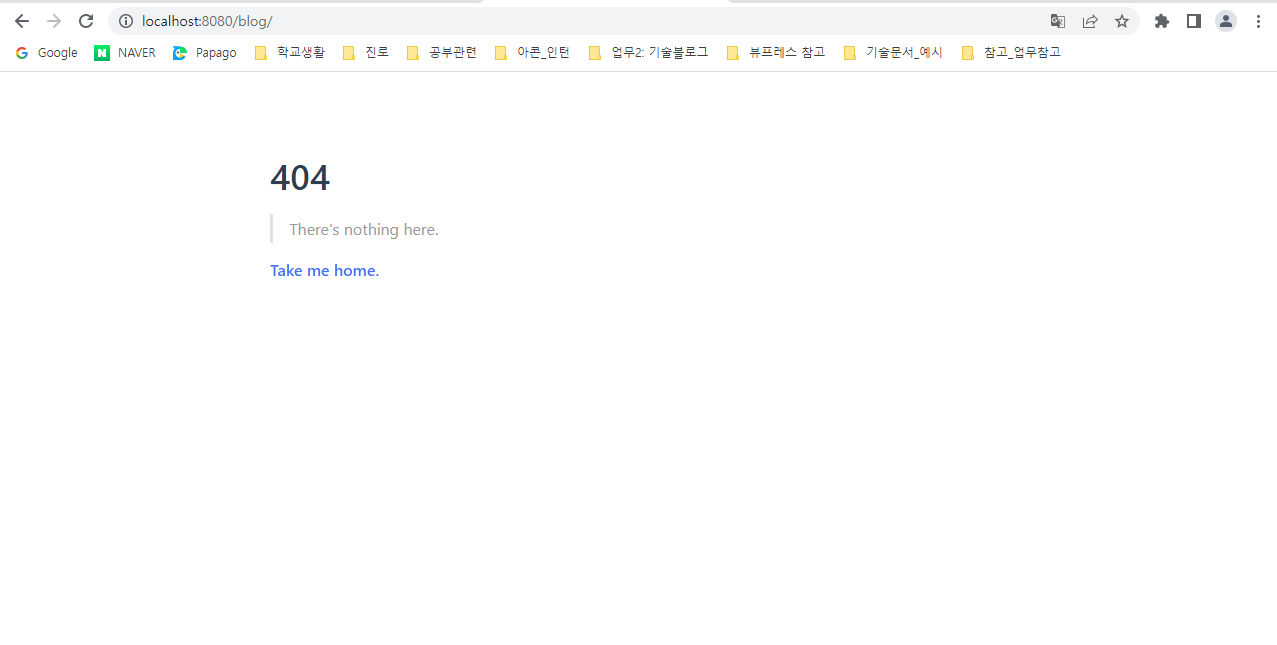 localhost:8080/blog/
Google NAVER Papago 학교생활 진로 공부관련 아콘_인턴 업무2: 기술블로그 뷰프레스 참고 기술문서_예시 참고_업무참고
404
There's nothing here.
Take me home.